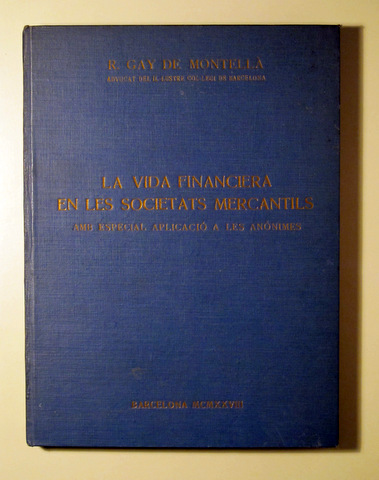 R. GAY DE MONTELLA
ADVOCAT DEL IL·LUSTRE COL·LEGI DE BARCELONA
LA VIDA FINANCIERA
EN LES SOCIETATS MERCANTILS
AMB ESPECIAL APLICACIÓ A LES ANÒNIMES
BARCELONA MCMXXVIII